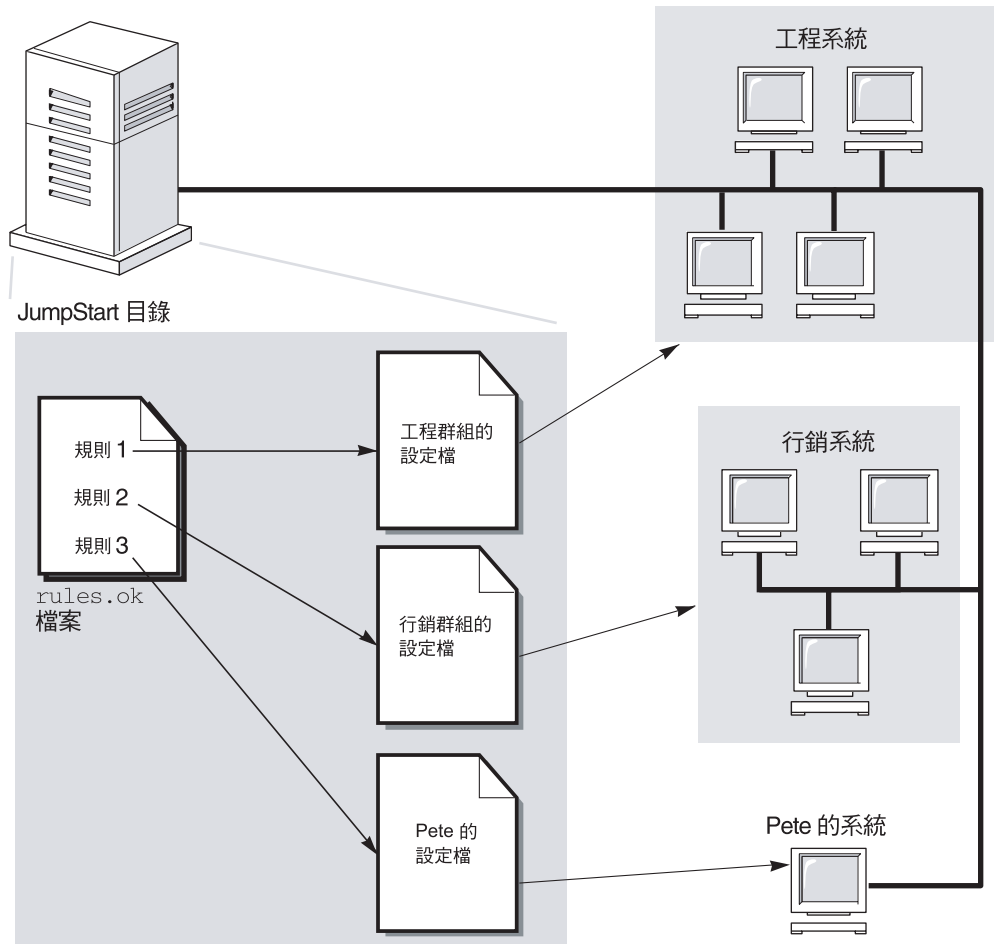 工程系統
JumpStart 目錄
規則 1
規則 2
規則 3
rules.ok
檔案
工程群組的
設定檔
行銷群組的
設定檔
Pete 的
設定檔
行銷系統
Pete 的系統